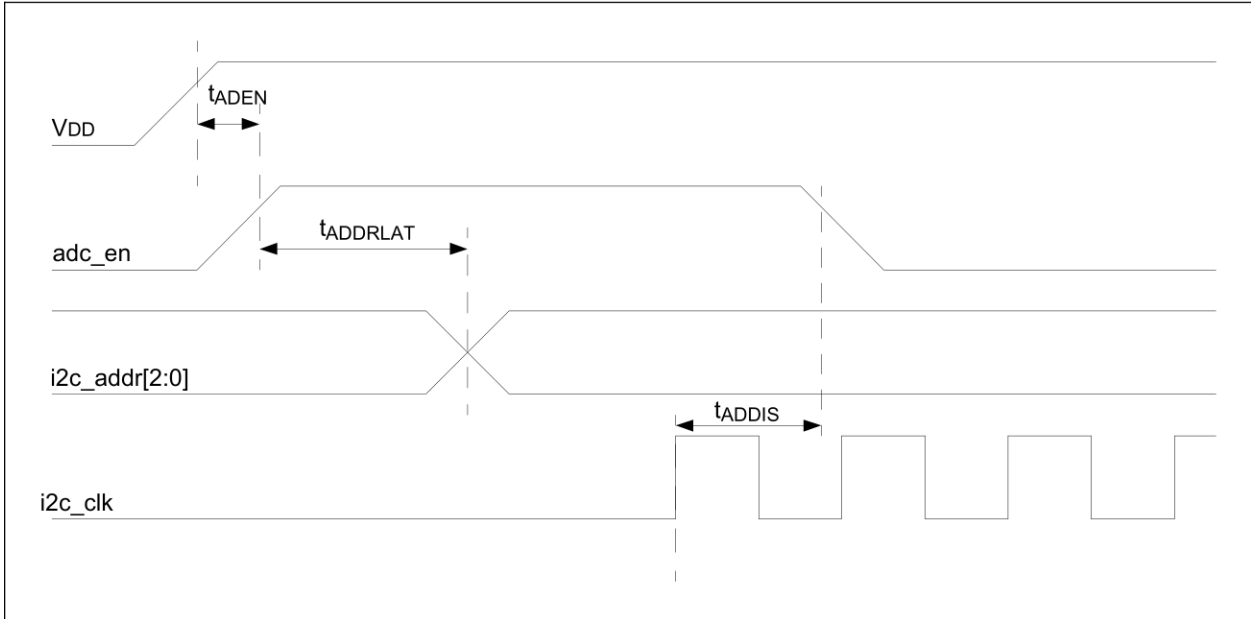 tADEN
VDD
tADDRLAT
adc_en
i2c_addr[2:0]
tADDIS
i2c_clk